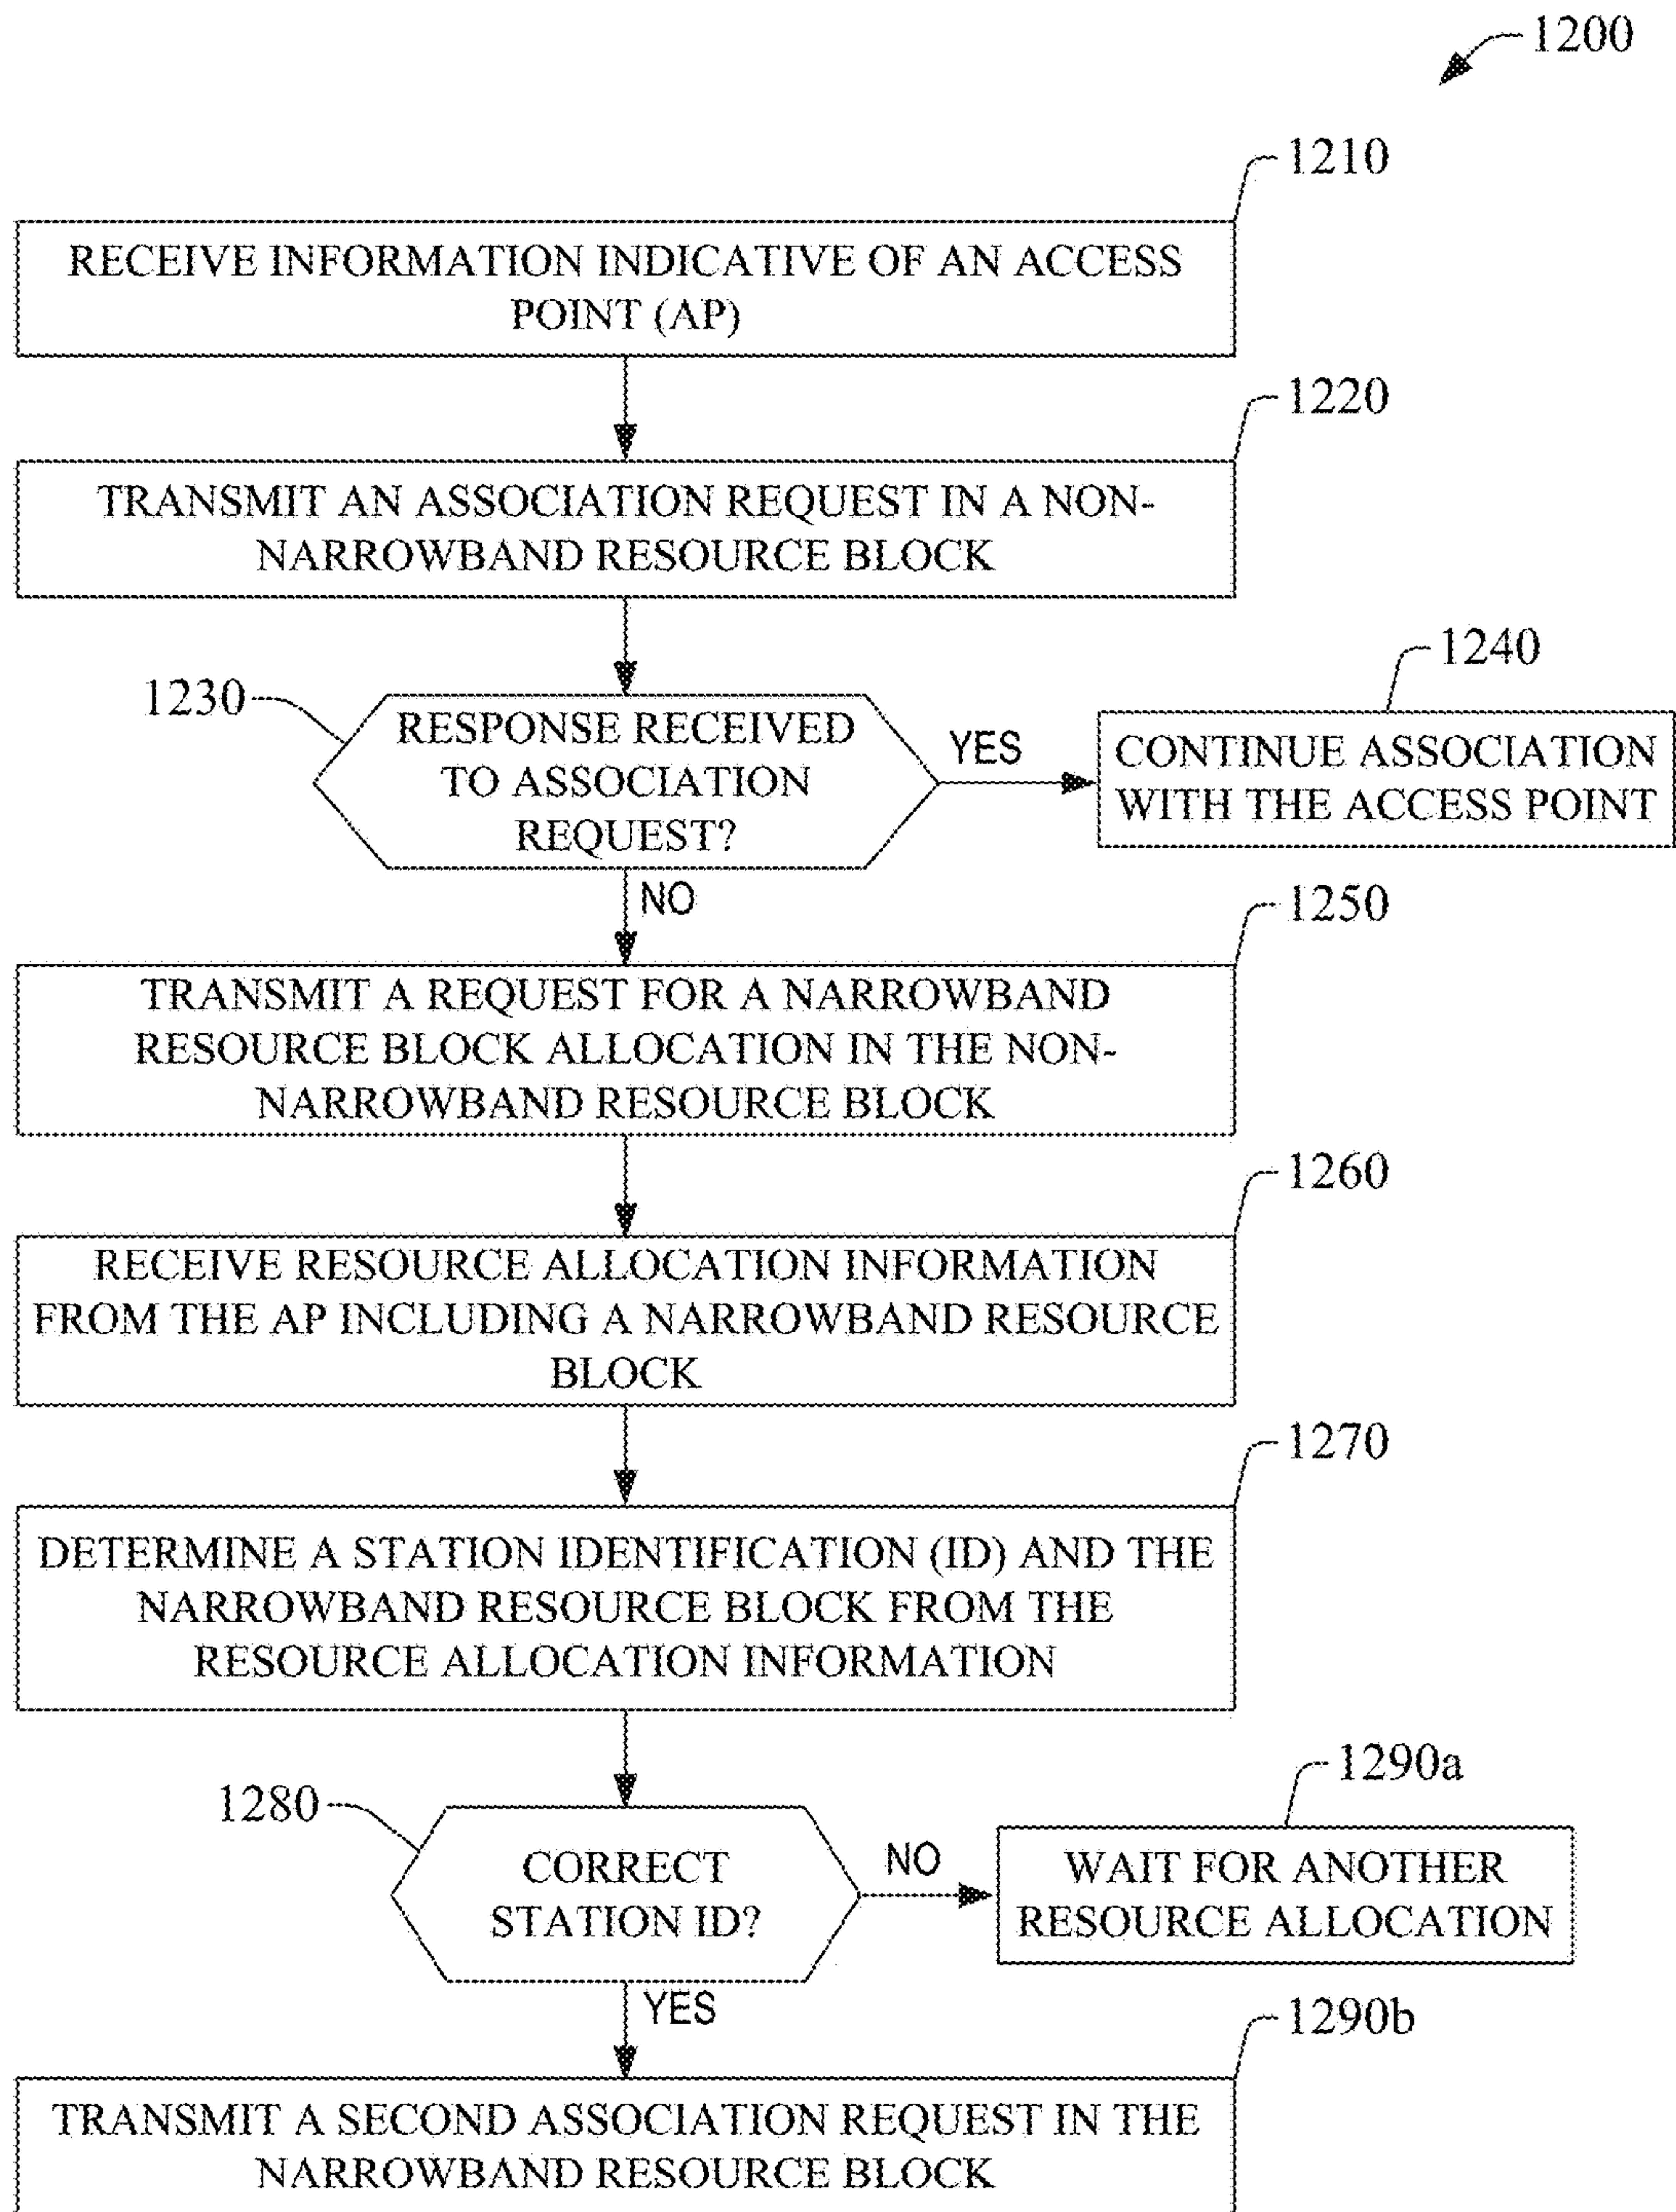 1200
1210
RECEIVE INFORMATION INDICATIVE OF AN ACCESS
POINT (AP)
1220
TRANSMIT AN ASSOCIATION REQUEST IN A NON-
NARROWBAND RESOURCE BLOCK
1230
RESPONSE RECEIVED
TO ASSOCIATION
REQUEST?
YES
1240
CONTINUE ASSOCIATION
WITH THE ACCESS POINT
NO
1250
TRANSMIT A REQUEST FOR A NARROWBAND
RESOURCE BLOCK ALLOCATION IN THE NON-
NARROWBAND RESOURCE BLOCK
1260
RECEIVE RESOURCE ALLOCATION INFORMATION
FROM THE AP INCLUDING A NARROWBAND RESOURCE
BLOCK
1270
DETERMINE A STATION IDENTIFICATION (ID) AND THE
NARROWBAND RESOURCE BLOCK FROM THE
RESOURCE ALLOCATION INFORMATION
1280
CORRECT
STATION ID?
NO
1290a
WAIT FOR ANOTHER
RESOURCE ALLOCATION
YES
1290b
TRANSMIT A SECOND ASSOCIATION REQUEST IN THE
NARROWBAND RESOURCE BLOCK